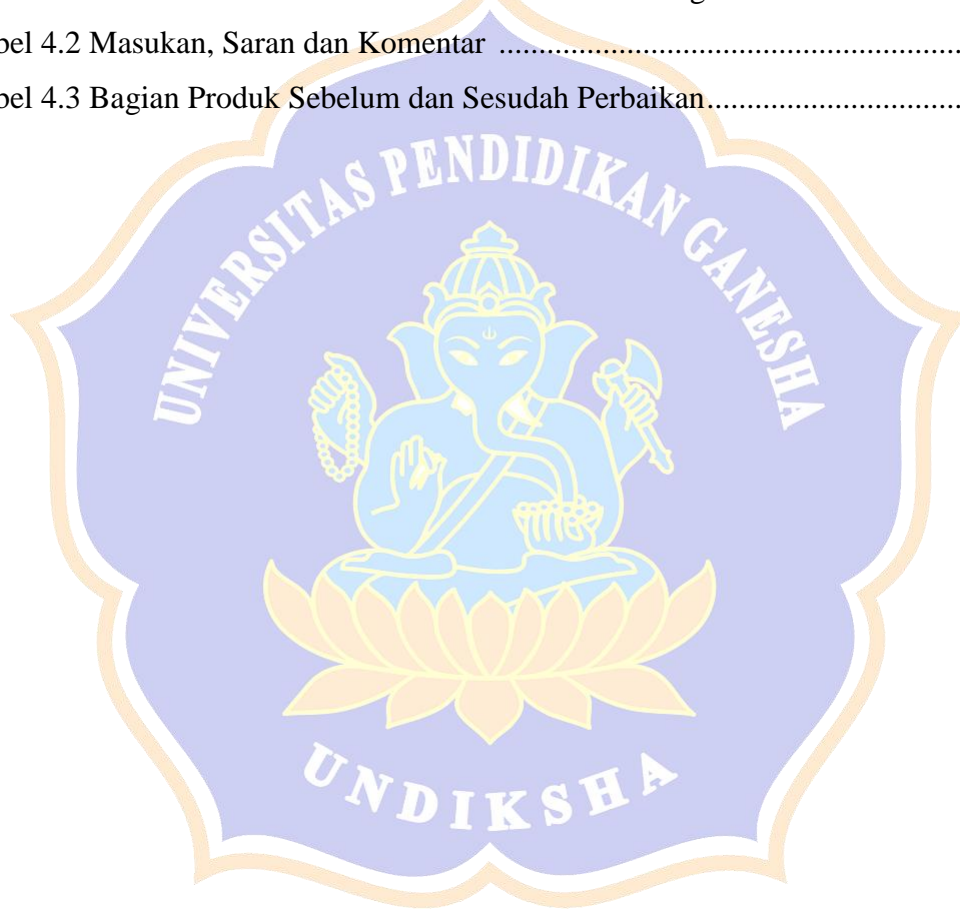 bel 4.2 Masukan, Saran dan Komentar ..........................................................
bel 4.3 Bagian Produk Sebelum dan Sesudah Perbaikan................................
UNIVERSITAS PENDIDIKAN GANESHA
UNDIKSHA